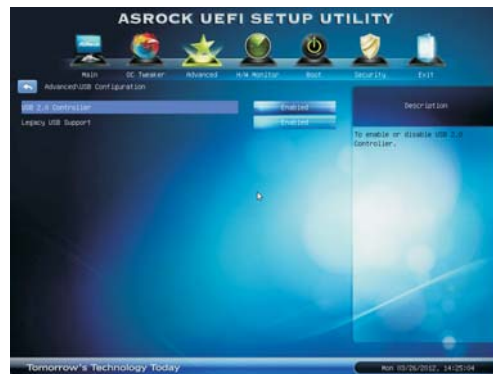 ASROCK UEFI SETUP UTILITY
Main OC Tweaker Advanced H/W Monitor Boot Security Exit
Advanced\USB Configuration
USB 2.0 Controller Enabled
Legacy USB Support Enabled
Description
To enable or disable USB 2.0
Controller.
Tomorrow's Technology Today
Mon 03/26/2012, 14:25:04